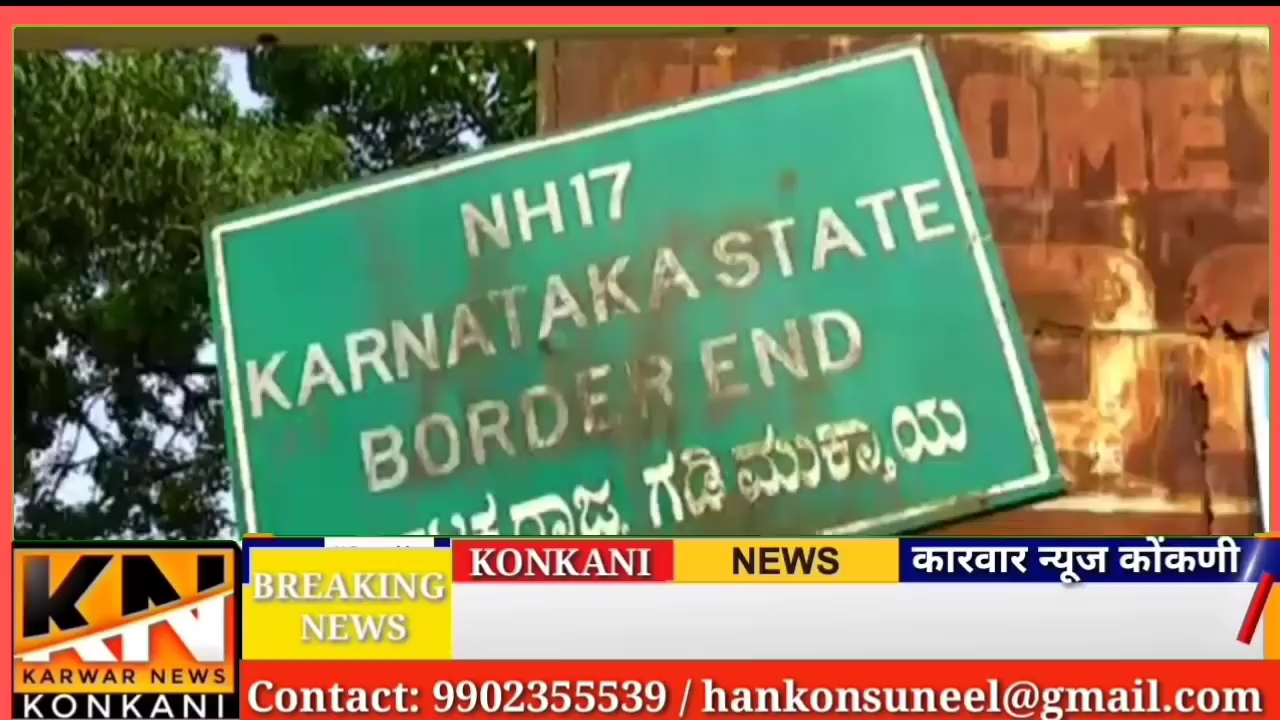 OME
NH17
KARNATAKA STATE
BORDER END
ಗಡಿ ಮುಕ್ತಾಯ
KN
KARWAR NEWS
KONKANI
BREAKING
NEWS
KONKANI
NEWS
कारवार न्यूज कोंकणी
Contact: 9902355539 / hankonsuneel@gmail.com